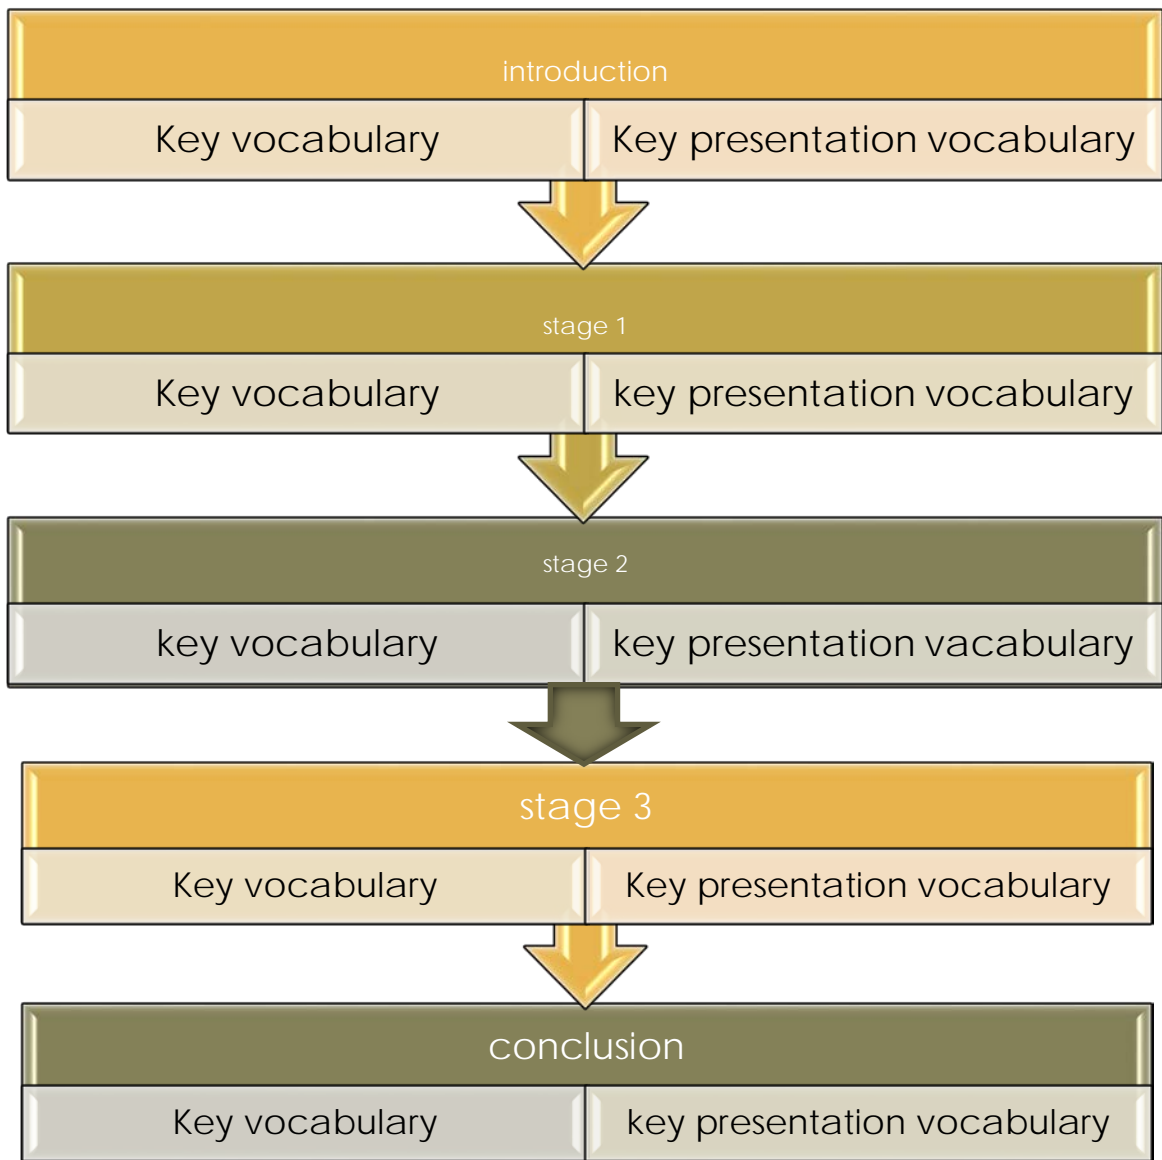 introduction
Key vocabulary Key presentation vocabulary
stage 1
Key vocabulary key presentation vocabulary
stage 2
key vocabulary key presentation vacabulary
stage 3
Key vocabulary Key presentation vocabulary
conclusion
Key vocabulary key presentation vocabulary